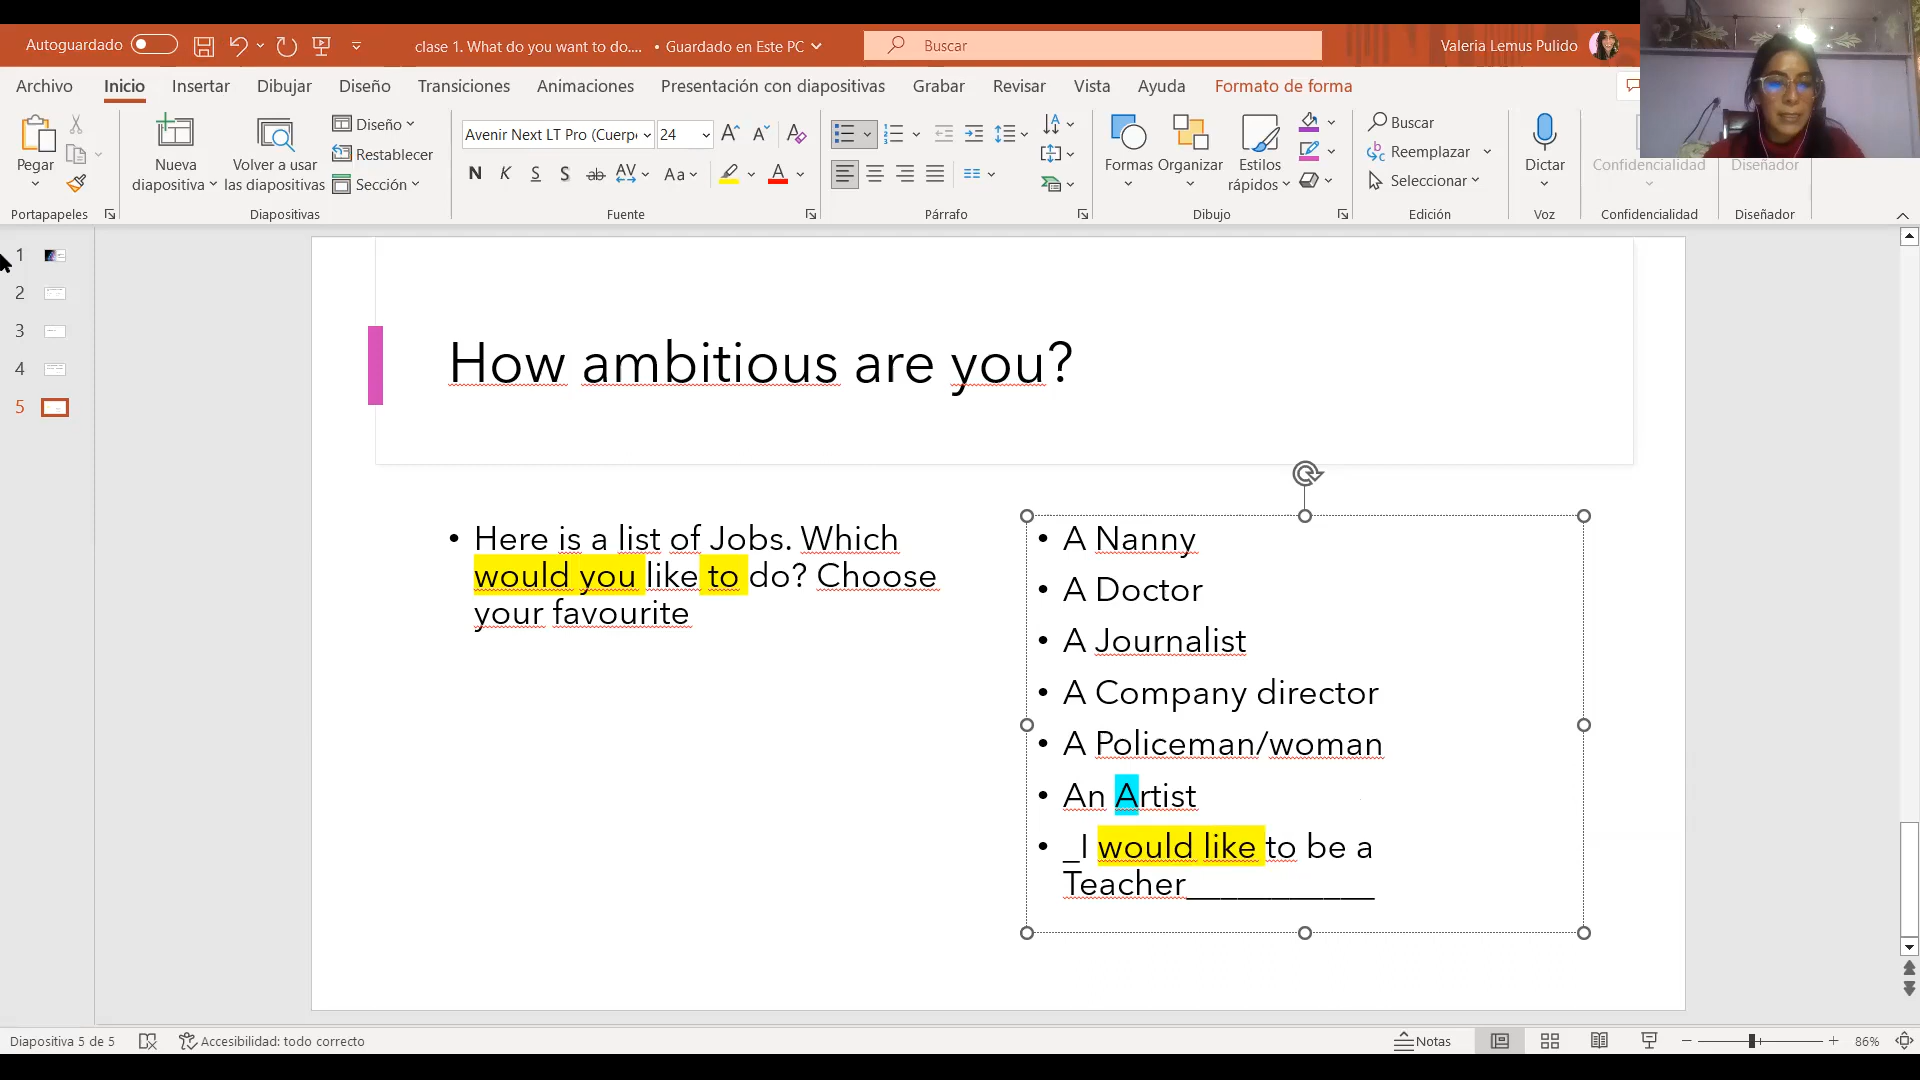 Autoguardado
clase 1. What do you want to do.... • Guardado en Este PC
Buscar
Valeria Lemus Pulido
Archivo Inicio Insertar Dibujar Diseño Transiciones Animaciones Presentación con diapositivas Grabar Revisar Vista Ayuda Formato de forma
Pegar
Nueva diapositiva
Volver a usar las diapositivas
Diseño
Restablecer
Sección
Avenir Next LT Pro (Cuerp 24
N K S S ab AV Aa A
Formas
Organizar
Estilos rápidos
Buscar
Reemplazar
Seleccionar
Dictar
Confidencialidad
Diseñador
Portapapeles Diapositivas Fuente Párrafo Dibujo Edición Voz Confidencialidad Diseñador
1
2
3
4
5
How ambitious are you?
• Here is a list of Jobs. Which
would you like to do? Choose
your favourite
• A Nanny
• A Doctor
• A Journalist
• A Company director
• A Policeman/woman
• An Artist
• _I would like to be a
Teacher___________
Diapositiva 5 de 5 Accesibilidad: todo correcto Notas 86%